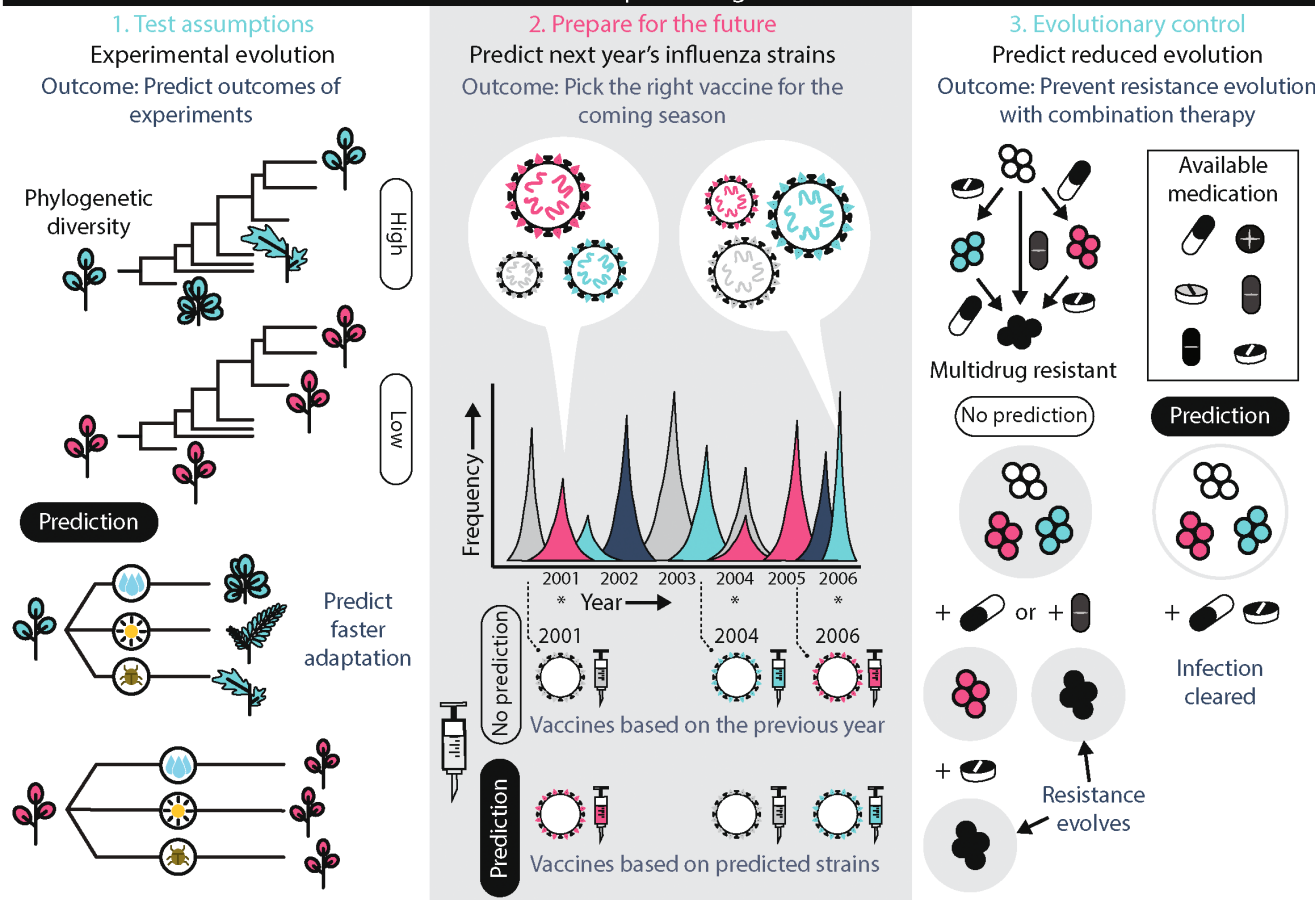 1. Test assumptions
Experimental evolution
Outcome: Predict outcomes of
experiments
Phylogenetic
diversity
High
Low
Prediction
Predict
faster
adaptation
2. Prepare for the future
Predict next year's influenza strains
Outcome: Pick the right vaccine for the
coming season
Frequency
2001 2002 2003 2004 2005 2006
* Year * *
No prediction
2001 2004 2006
Vaccines based on the previous year
Prediction
Vaccines based on predicted strains
3. Evolutionary control
Predict reduced evolution
Outcome: Prevent resistance evolution
with combination therapy
Available
medication
Multidrug resistant
No prediction
Prediction
+ or +
+
Infection
cleared
+
Resistance
evolves